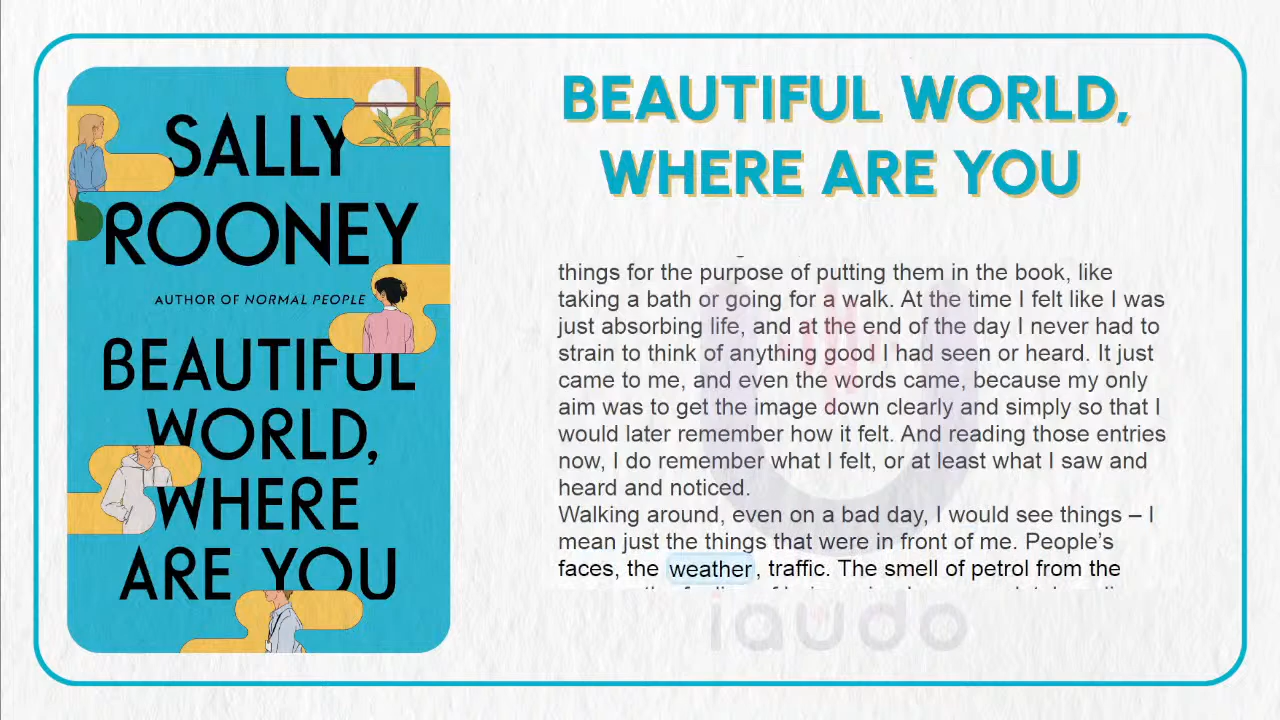 SALLY
ROONEY
AUTHOR OF NORMAL PEOPLE
BEAUTIFUL
WORLD,
WHERE
ARE YOU
BEAUTIFUL WORLD,
WHERE ARE YOU
things for the purpose of putting them in the book, like
taking a bath or going for a walk. At the time I felt like I was
just absorbing life, and at the end of the day I never had to
strain to think of anything good I had seen or heard. It just
came to me, and even the words came, because my only
aim was to get the image down clearly and simply so that I
would later remember how it felt. And reading those entries
now, I do remember what I felt, or at least what I saw and
heard and noticed.
Walking around, even on a bad day, I would see things – I
mean just the things that were in front of me. People’s
faces, the weather, traffic. The smell of petrol from the
iaudo